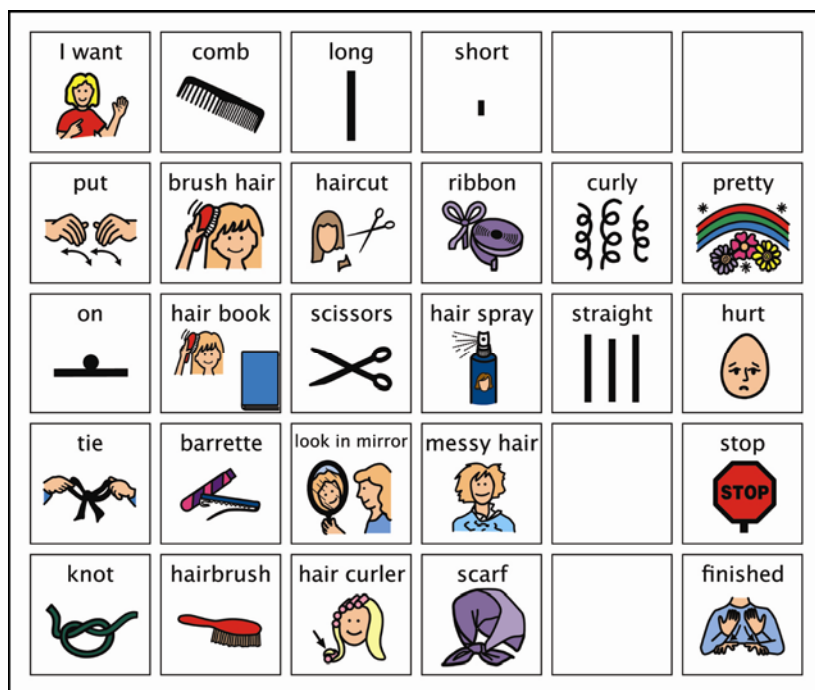 I want
comb
long
short
put
brush hair
haircut
ribbon
curly
pretty
on
hair book
scissors
hair spray
straight
hurt
tie
barrette
look in mirror
messy hair
stop
STOP
knot
hairbrush
hair curler
scarf
finished